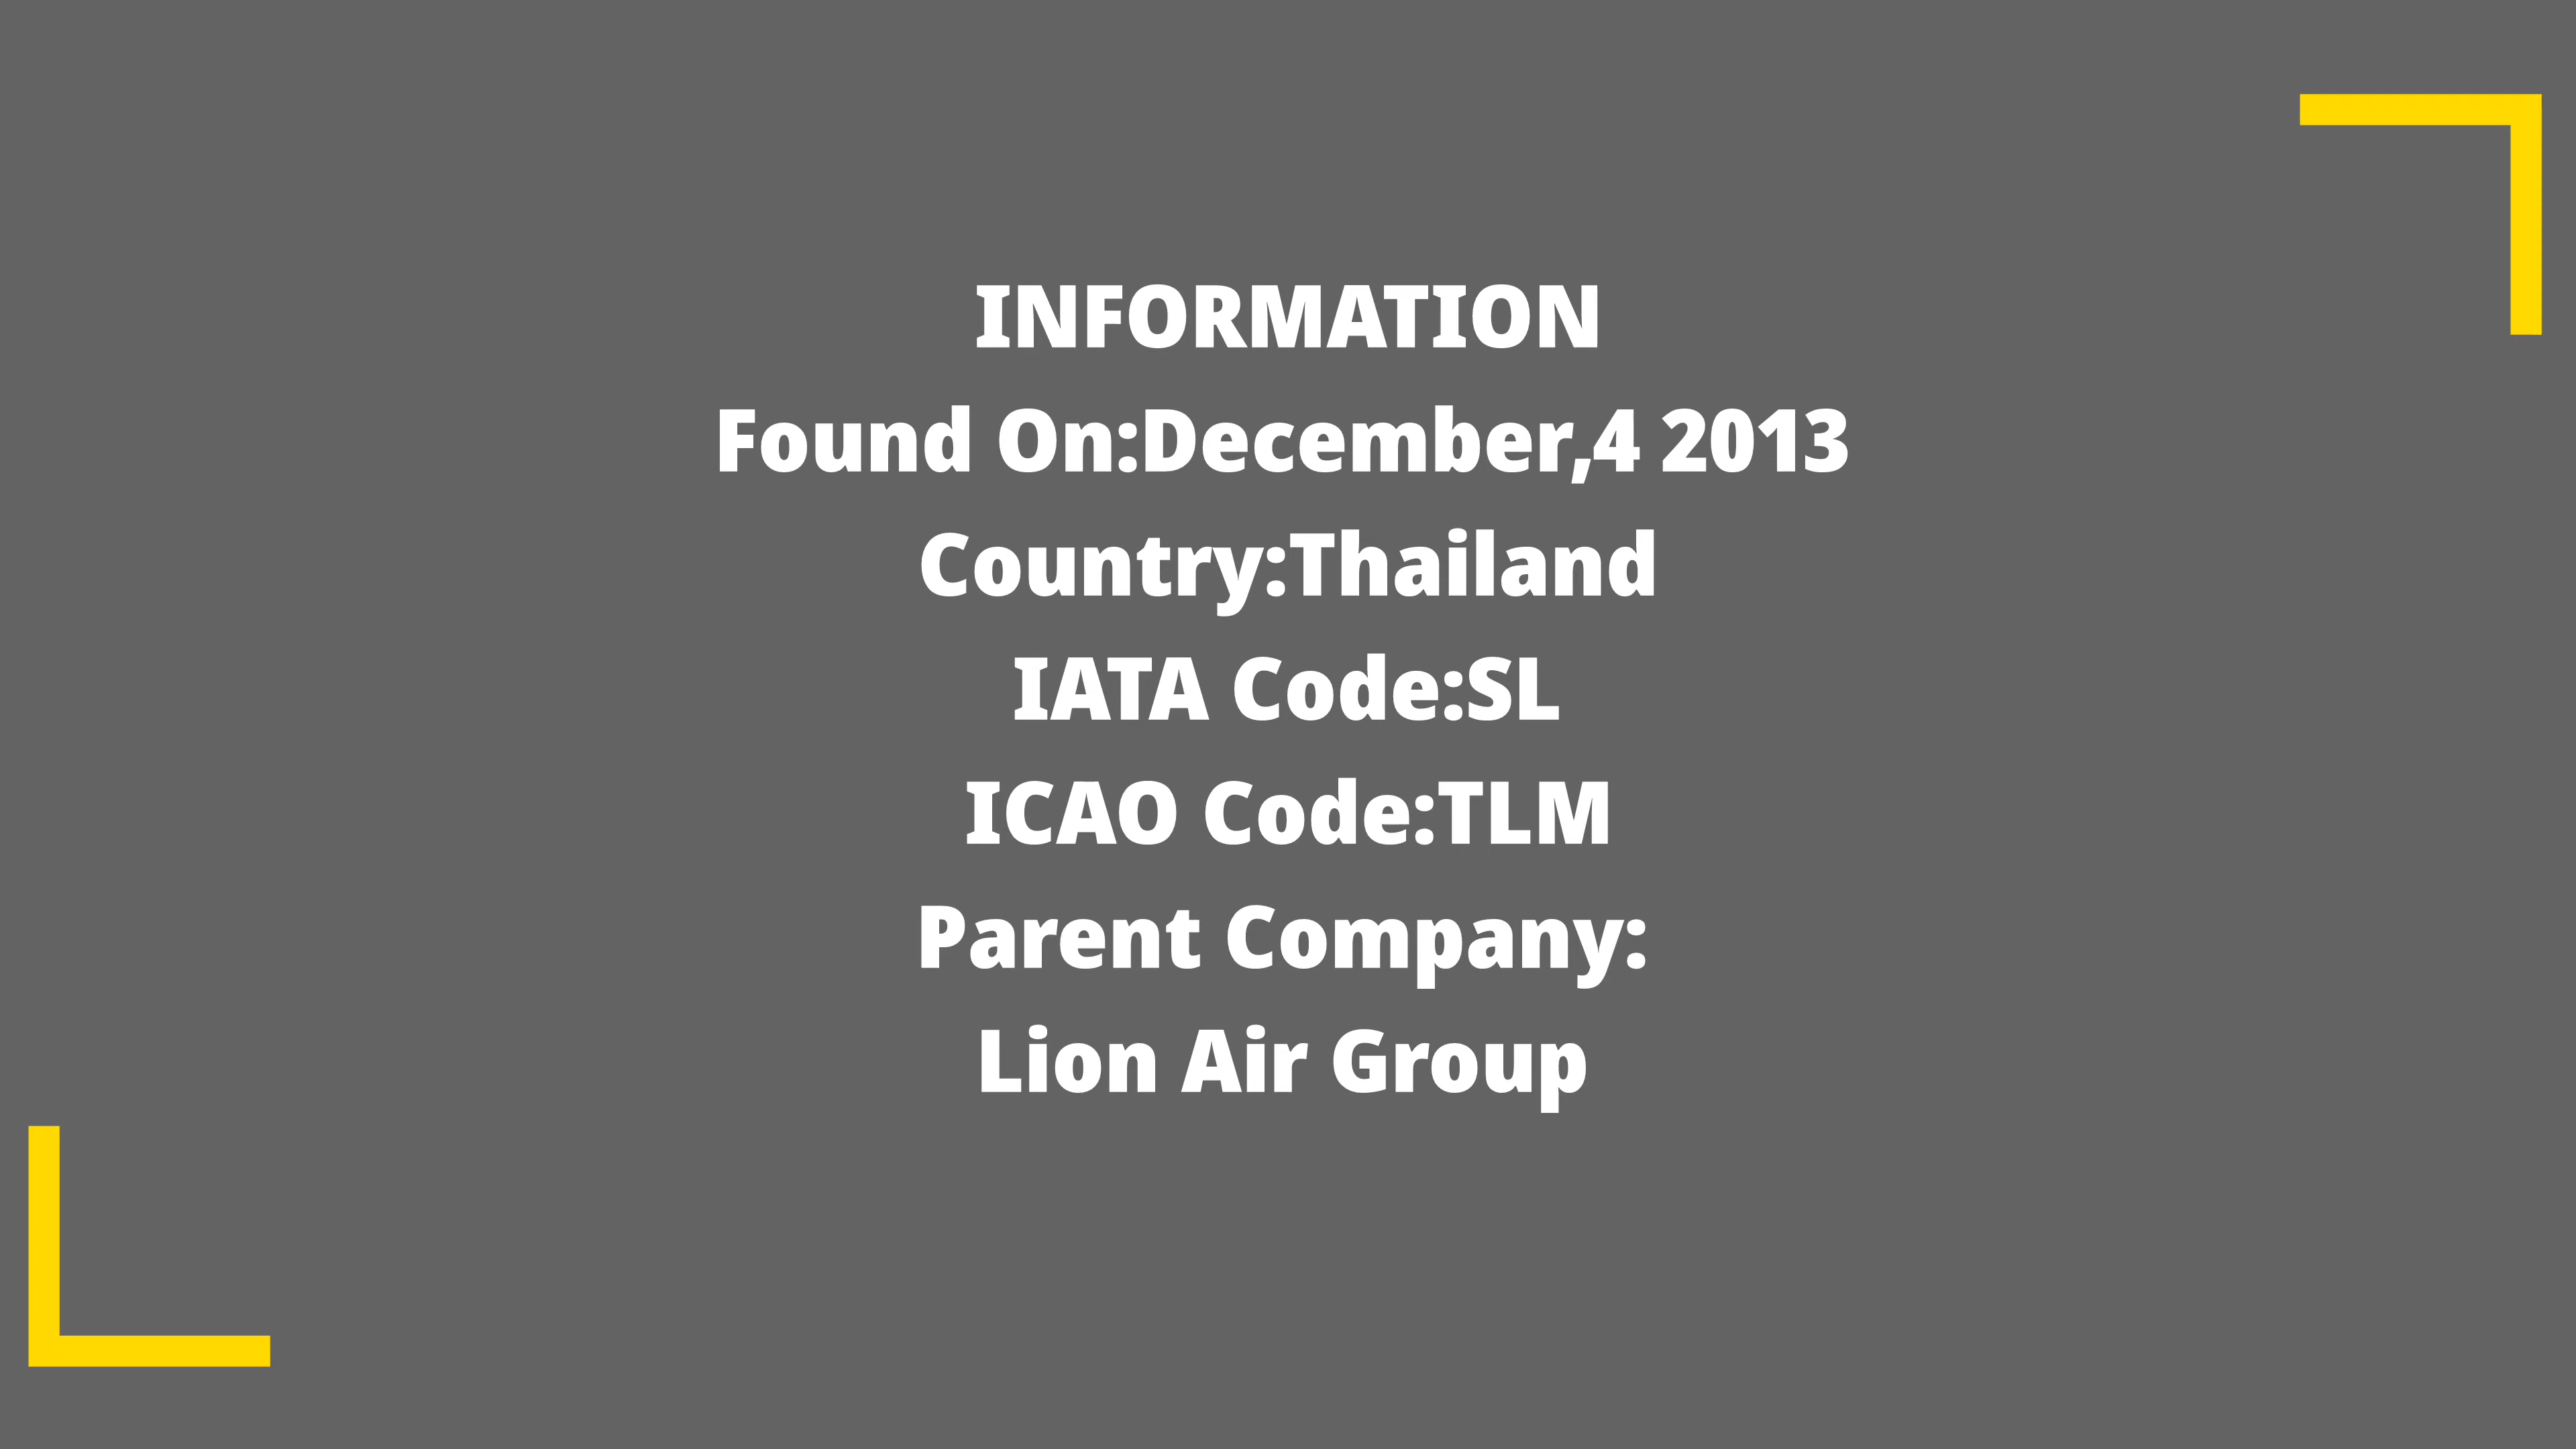 INFORMATION
Found On:December,4 2013
Country:Thailand
IATA Code:SL
ICAO Code:TLM
Parent Company:
Lion Air Group